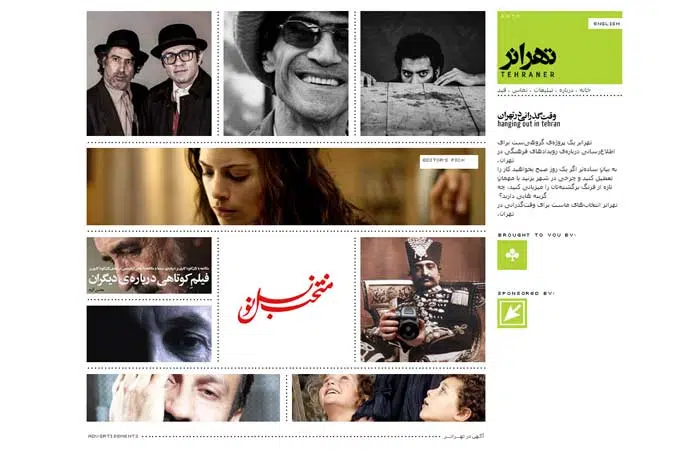 ENGLISH
تهرانر
TEHRANER
خانه ، درباره ، تبلیغات ، تماس ، فید
وقت‌گذرانی در تهران
hanging out in tehran
تهرانر یک پروژه‌ی گروهی‌ست برای
اطلاع‌رسانی درباره‌ی رویدادهای فرهنگی در
تهران.
به بیان ساده‌تر اگر یک روز صبح بخواهید کار را
تعطیل کنید و چرخی در شهر بزنید یا مهمان
تازه از فرنگ برگشته‌تان را میزبانی کنید، چه
گزینه هایی دارید؟
تهرانر انتخاب‌های ماست برای وقت‌گذرانی در
تهران.
BROUGHT TO YOU BY:
SPONSORED BY:
EDITOR'S PICK
فیلم کوتاهی درباره‌ی دیگران
منتخب نسل نو
ADVERTISEMENTS
آگهی در تهرانر